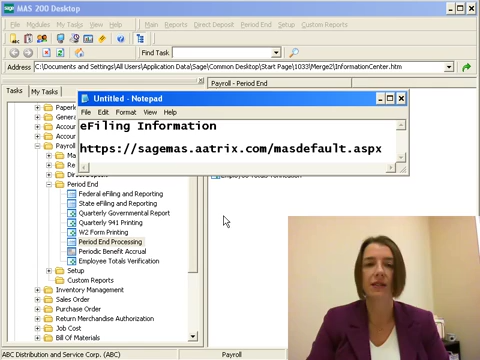 MAS 200 Desktop
File Modules My Tasks View Help Main Reports Direct Deposit Period End Setup Custom Reports
Find Task
Address C:\Documents and Settings\All Users\Application Data\Sage\Common Desktop\Start Page\1033\Merge2\InformationCenter.htm
Tasks My Tasks
Payroll - Period End
Untitled - Notepad
File Edit Format View Help
eFiling Information
https://sagemas.aatrix.com/masdefault.aspx
Accou
Accou
Payroll
Period End
Federal eFiling and Reporting
State eFiling and Reporting
Quarterly Governmental Report
Quarterly 941 Printing
W2 Form Printing
Period End Processing
Periodic Benefit Accrual
Employee Totals Verification
Setup
Custom Reports
Inventory Management
Sales Order
Purchase Order
Return Merchandise Authorization
Job Cost
Bill Of Materials
ABC Distribution and Service Corp. (ABC)
Payroll